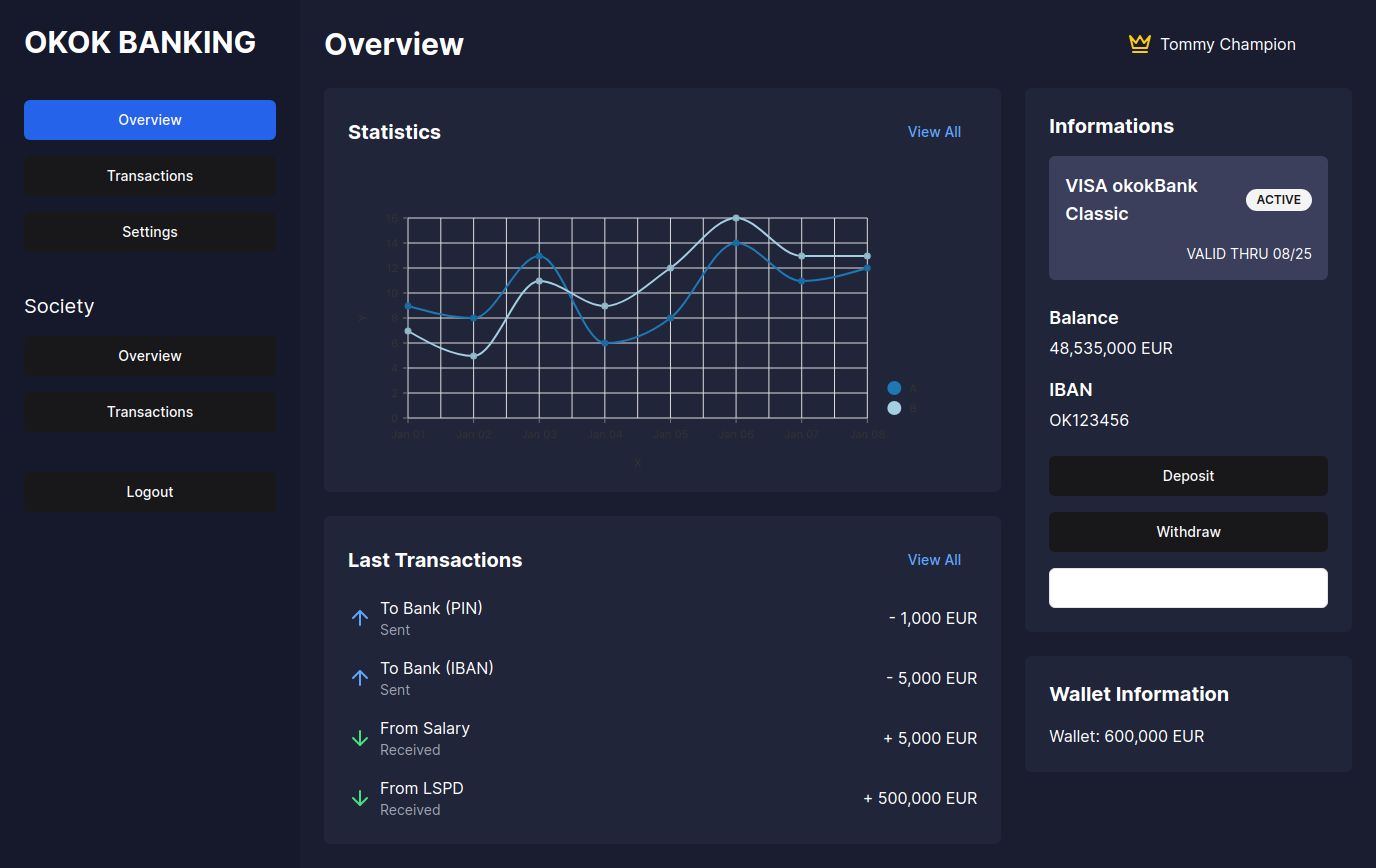 OKOK BANKING
Overview
Transactions
Settings
Society
Overview
Transactions
Logout
Overview
Tommy Champion
Statistics
View All
16
14
12
10
8
6
4
2
0
Y
Jan 01 Jan 02 Jan 03 Jan 04 Jan 05 Jan 06 Jan 07 Jan 08
X
A
B
Last Transactions
View All
To Bank (PIN)
Sent
- 1,000 EUR
To Bank (IBAN)
Sent
- 5,000 EUR
From Salary
Received
+ 5,000 EUR
From LSPD
Received
+ 500,000 EUR
Informations
VISA okokBank
Classic
ACTIVE
VALID THRU 08/25
Balance
48,535,000 EUR
IBAN
OK123456
Deposit
Withdraw
Wallet Information
Wallet: 600,000 EUR